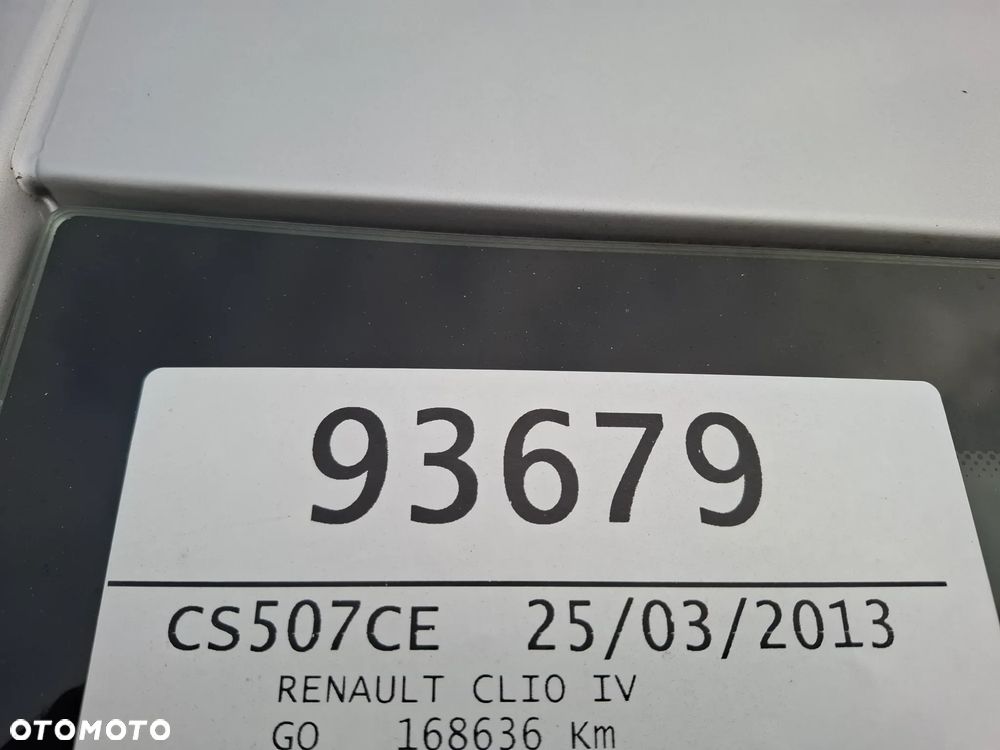 93679
CS507CE 25/03/2013
RENAULT CLIO IV
GO 168636 Km
OTOMOTO